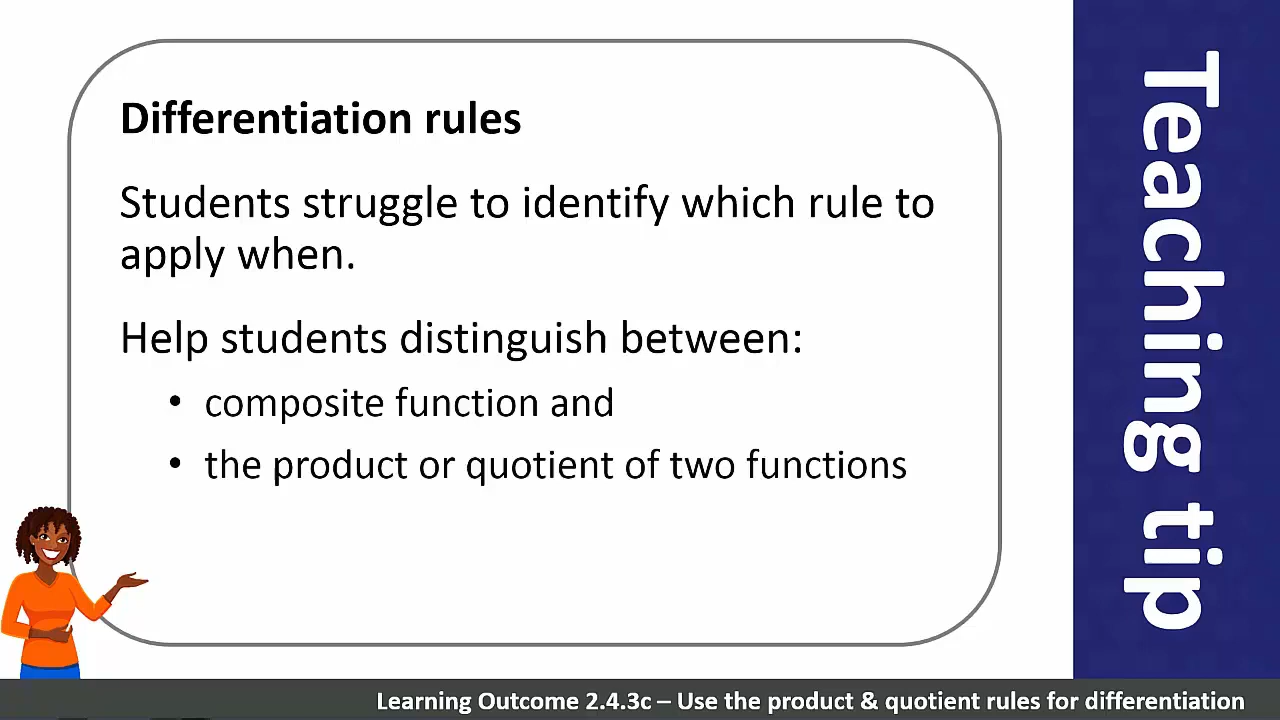 Differentiation rules
Students struggle to identify which rule to
apply when.
Help students distinguish between:
• composite function and
• the product or quotient of two functions
Teaching tip
Learning Outcome 2.4.3c – Use the product & quotient rules for differentiation